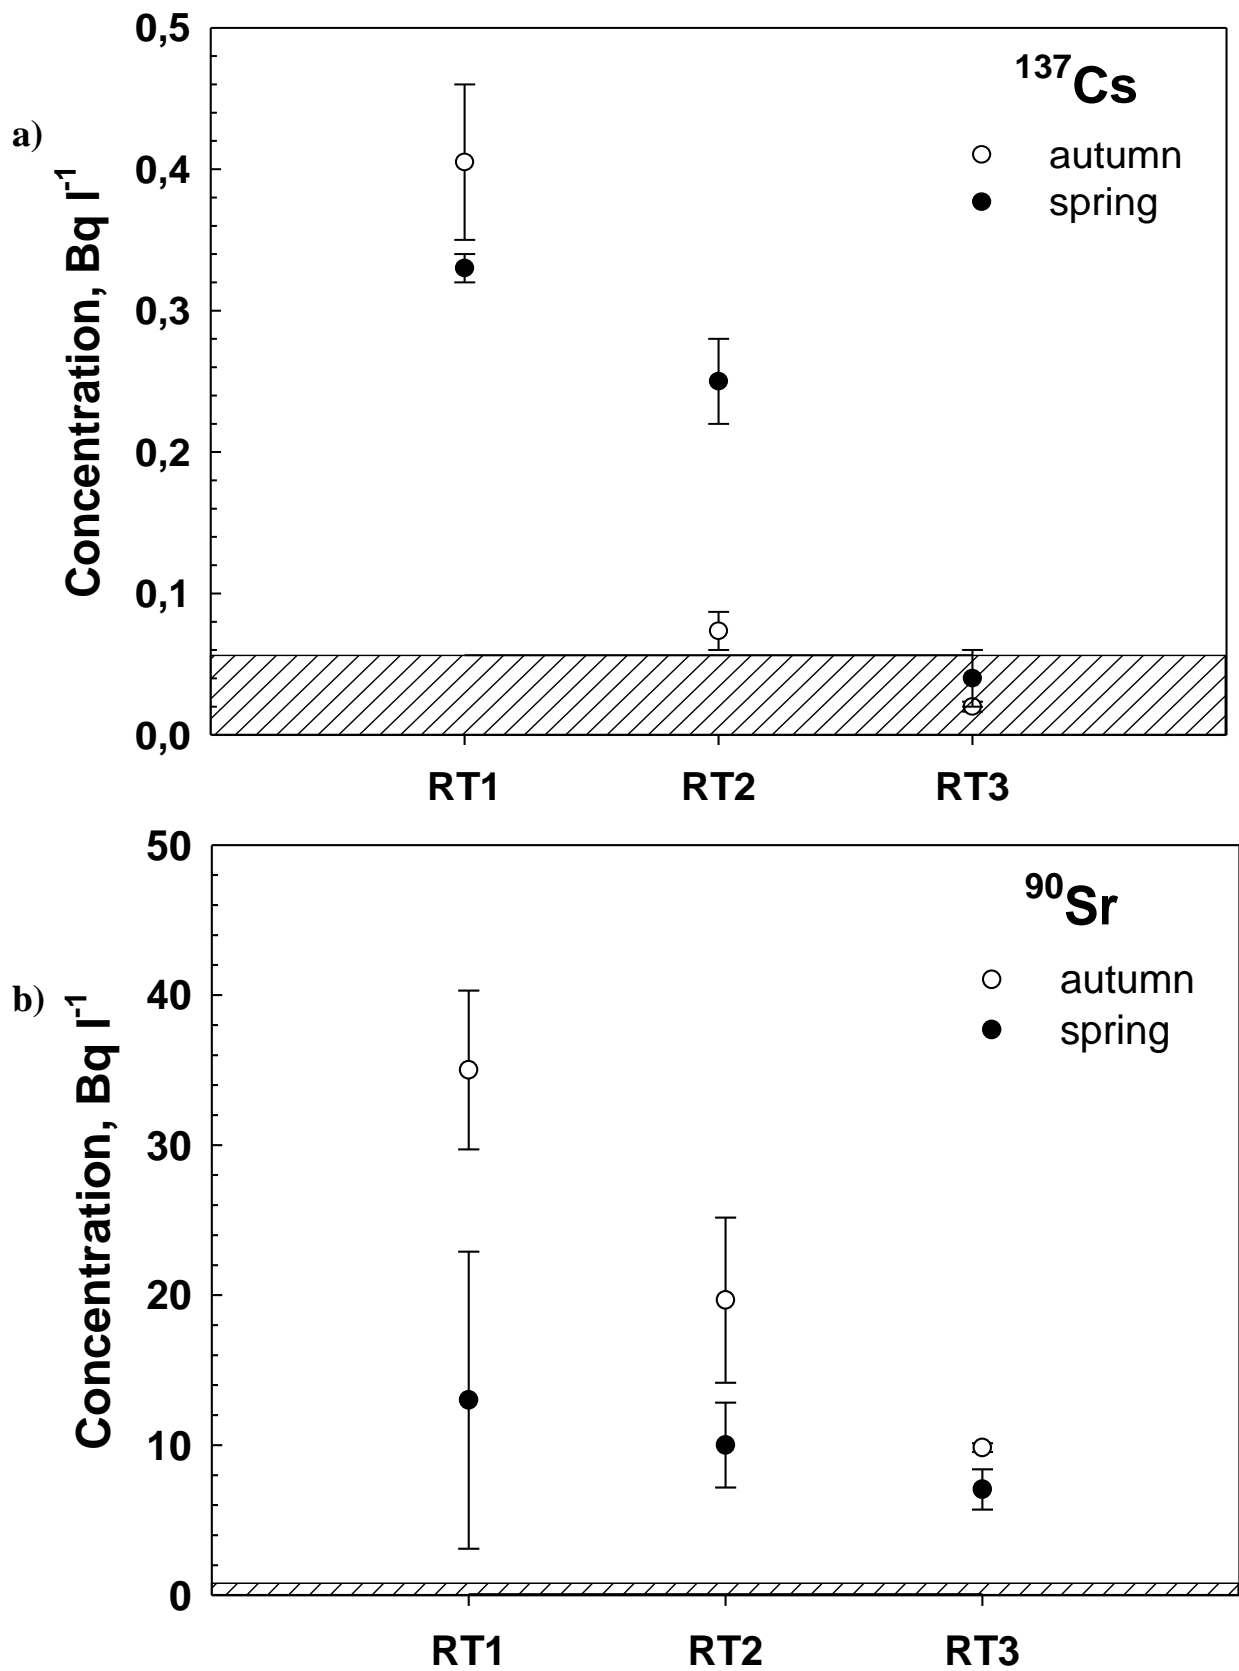 a)
Concentration, Bq l⁻¹
0,5
0,4
0,3
0,2
0,1
0,0
¹³⁷Cs
autumn
spring
RT1 RT2 RT3
b)
Concentration, Bq l⁻¹
50
40
30
20
10
0
⁹⁰Sr
autumn
spring
RT1 RT2 RT3